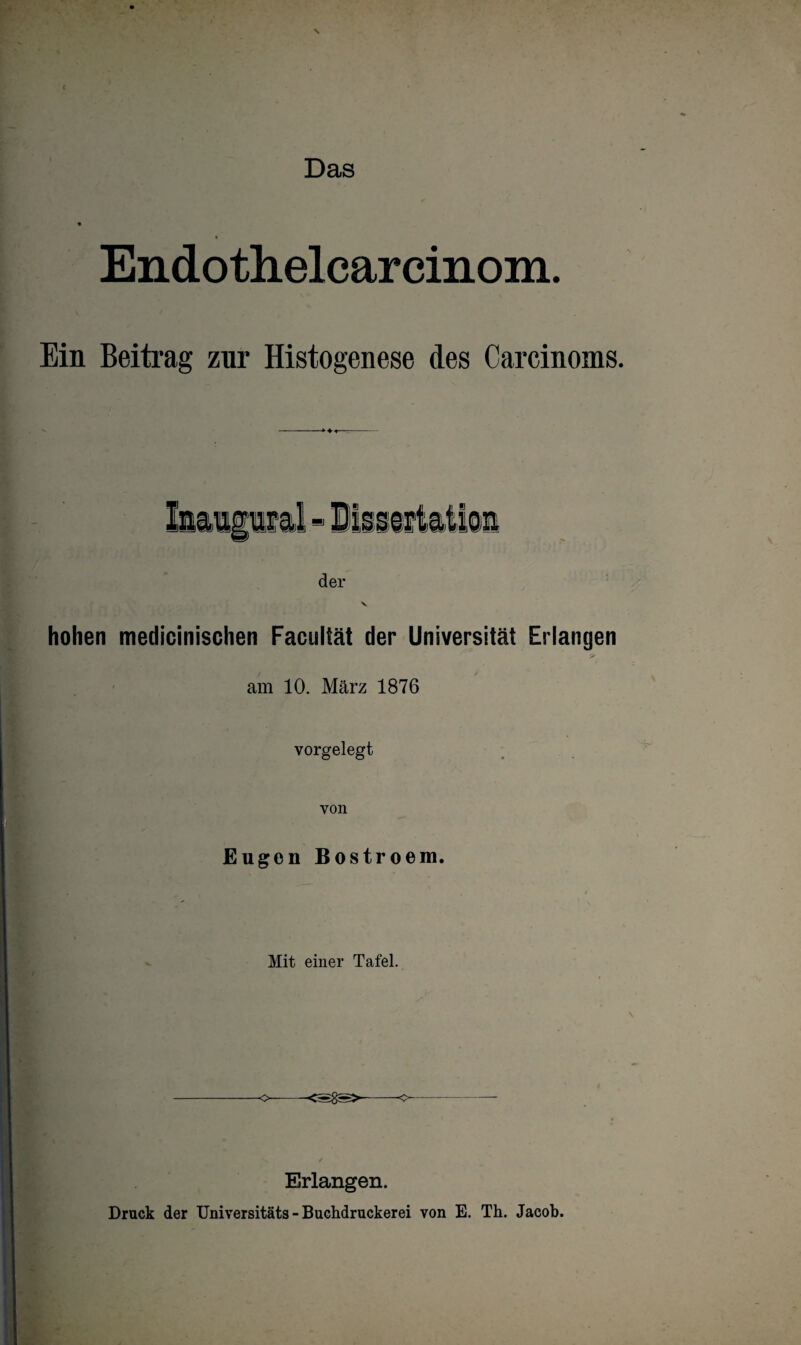 Das
Endothelcarcinom.
Ein Beitrag zur Histogenese des Carcinoms.
Inaugural-Dissertation
der
hohen medicinischen Facultät der Universität Erlangen
am 10. März 1876
vorgelegt
von
Eugen Bostroem.
Mit einer Tafel.
Erlangen.
Druck der Universitäts-Buchdruckerei von E. Th. Jacob.